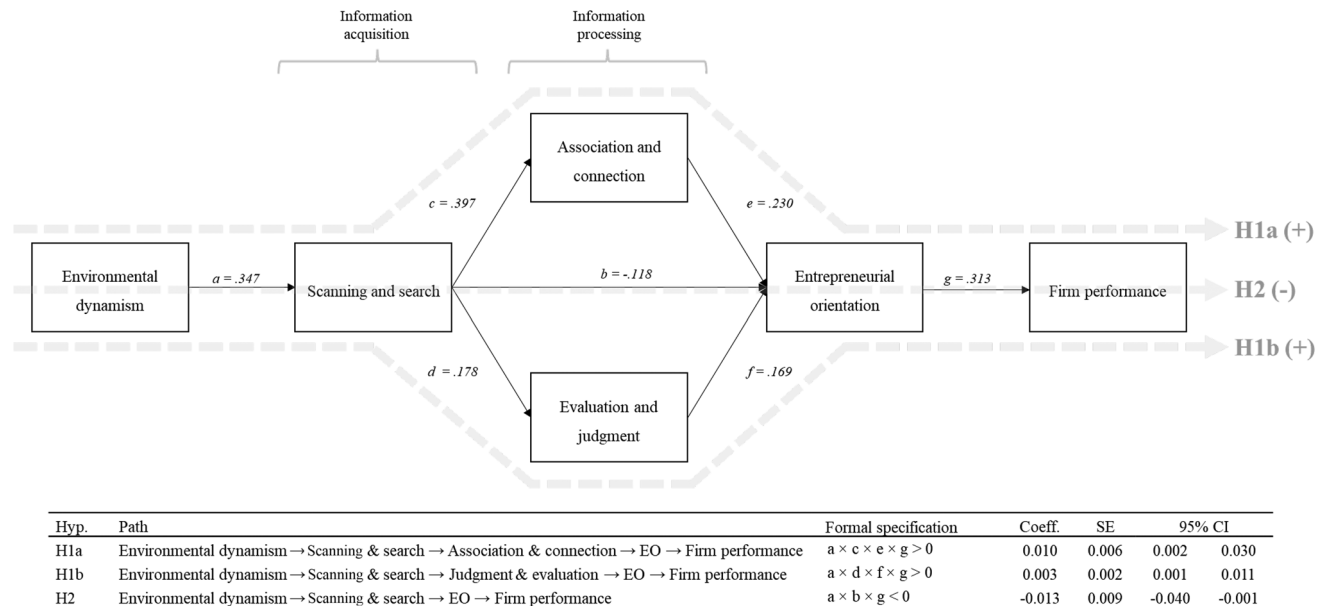 Information
acquisition
Information
processing
Association and
connection
c = .397
e = .230
H1a (+)
Environmental
dynamism
a = .347
Scanning and search
b = -.118
Entrepreneurial
orientation
g = .313
Firm performance
H2 (-)
H1b (+)
d = .178
f = .169
Evaluation and
judgment
Hyp. Path Formal specification Coeff. SE 95% CI
H1a Environmental dynamism → Scanning & search → Association & connection → EO → Firm performance a × c × e × g > 0 0.010 0.006 0.002 0.030
H1b Environmental dynamism → Scanning & search → Judgment & evaluation → EO → Firm performance a × d × f × g > 0 0.003 0.002 0.001 0.011
H2 Environmental dynamism → Scanning & search → EO → Firm performance a × b × g < 0 -0.013 0.009 -0.040 -0.001